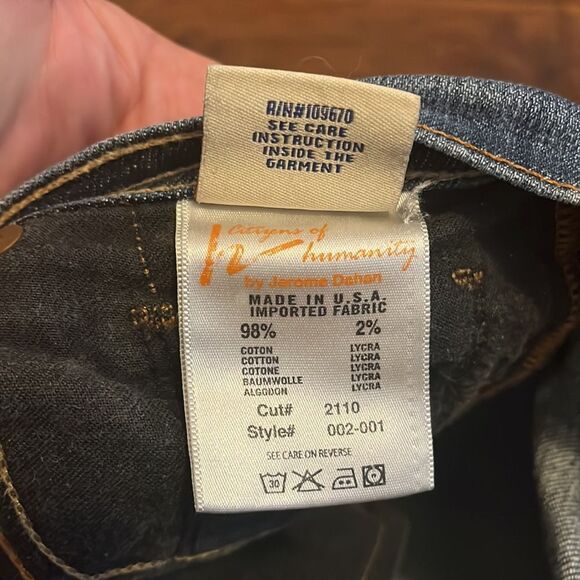 R/N#109670
SEE CARE
INSTRUCTION
INSIDE THE
GARMENT
Citizens of
humanity
by Jerome Dahan
MADE IN U.S.A.
IMPORTED FABRIC
98% 2%
COTON LYCRA
COTTON LYCRA
COTONE LYCRA
BAUMWOLLE LYCRA
ALGODON LYCRA
Cut# 2110
Style# 002-001
SEE CARE ON REVERSE
30